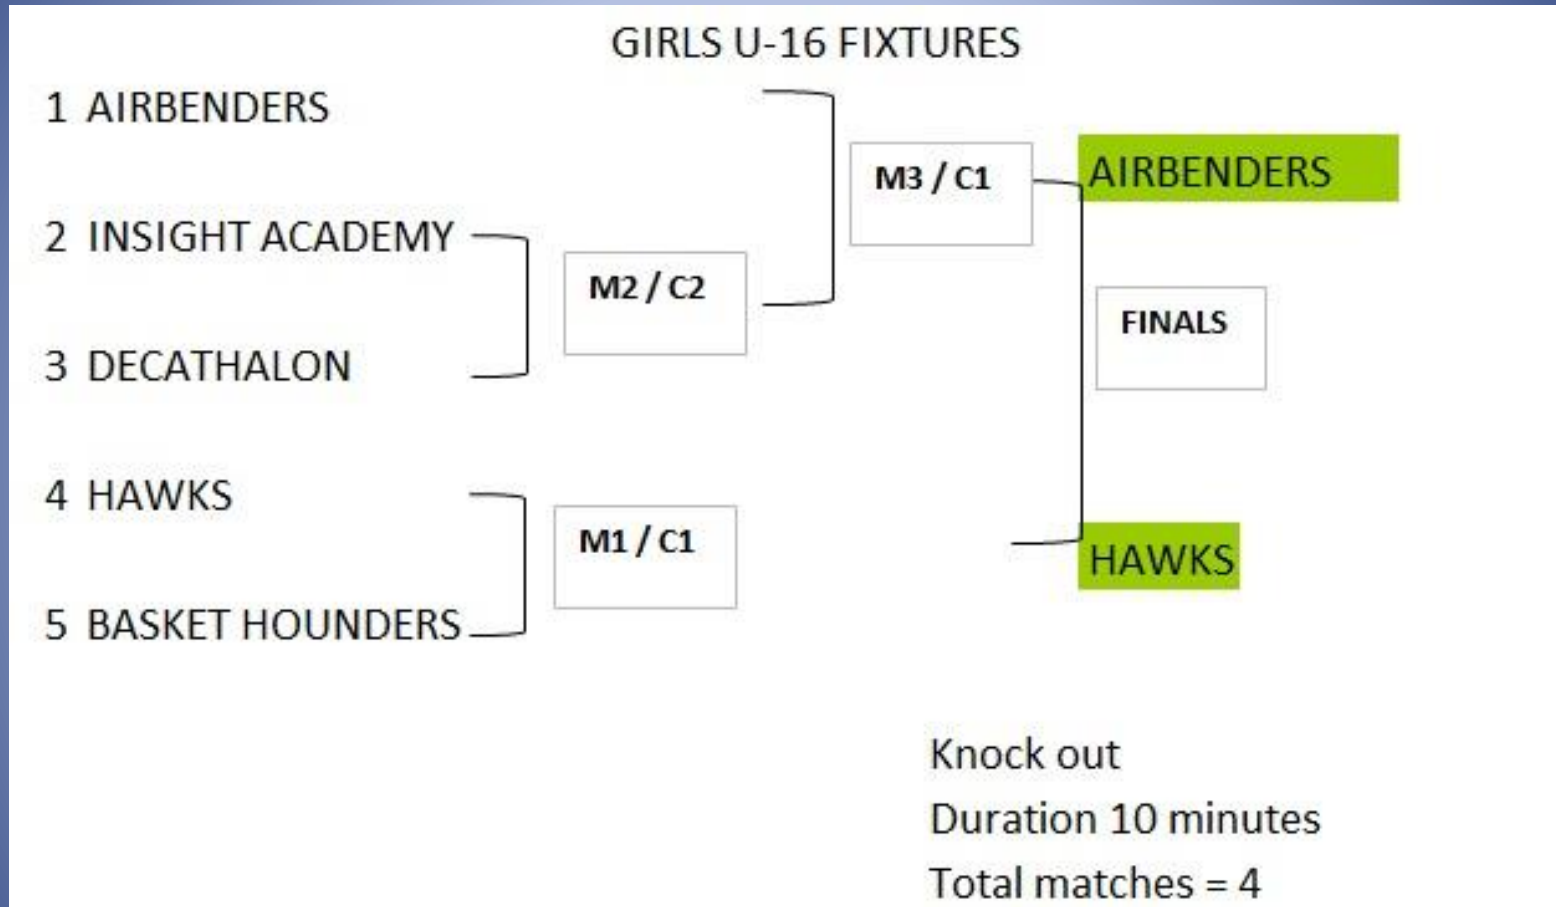 GIRLS U-16 FIXTURES
1 AIRBENDERS
M3 / C1
AIRBENDERS
2 INSIGHT ACADEMY
M2 / C2
FINALS
3 DECATHALON
4 HAWKS
M1 / C1
HAWKS
5 BASKET HOUNDERS
Knock out
Duration 10 minutes
Total matches = 4